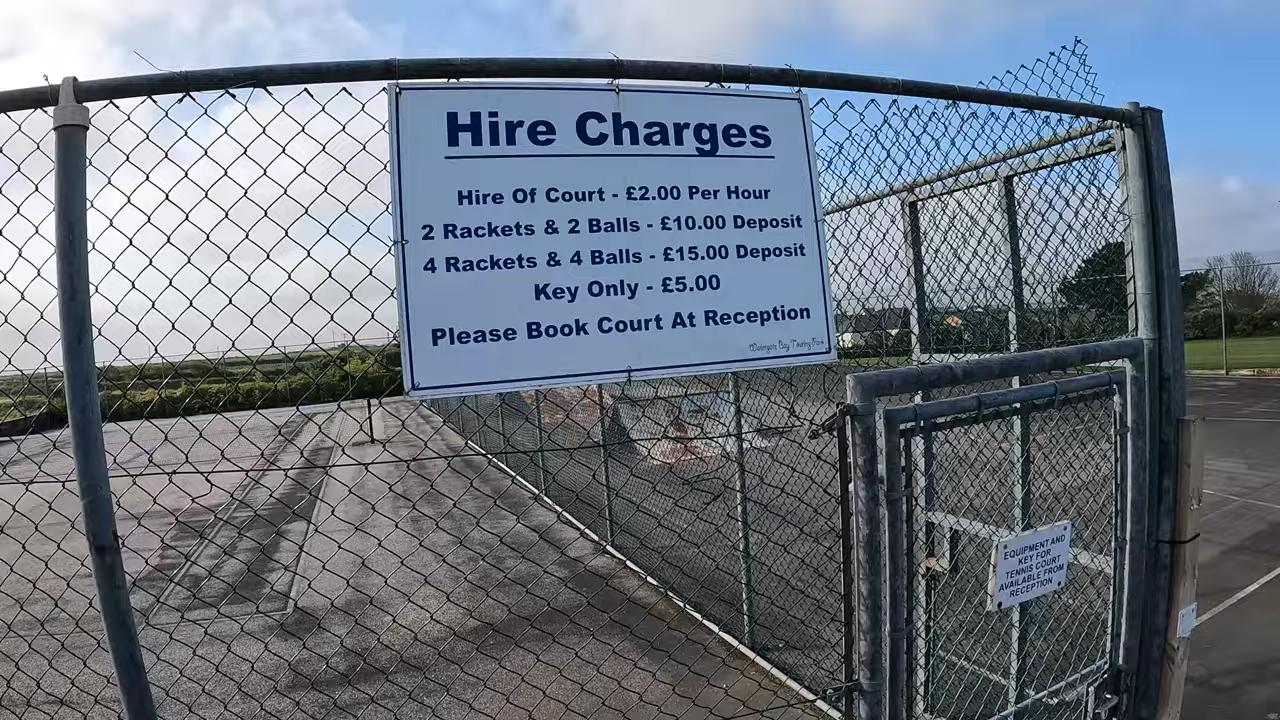 Hire Charges
Hire Of Court - £2.00 Per Hour
2 Rackets & 2 Balls - £10.00 Deposit
4 Rackets & 4 Balls - £15.00 Deposit
Key Only - £5.00
Please Book Court At Reception
Watergate Bay Touring Park
EQUIPMENT AND
KEY FOR
TENNIS COURT
AVAILABLE FROM
RECEPTION